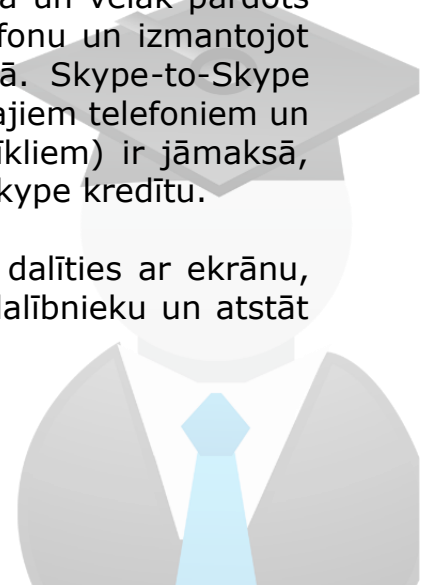 un vēlāk pārdots
fonu un izmantojot
ā. Skype-to-Skype
ajiem telefoniem un
īkliem) ir jāmaksā,
kype kredītu.
dalīties ar ekrānu,
dalībnieku un atstāt